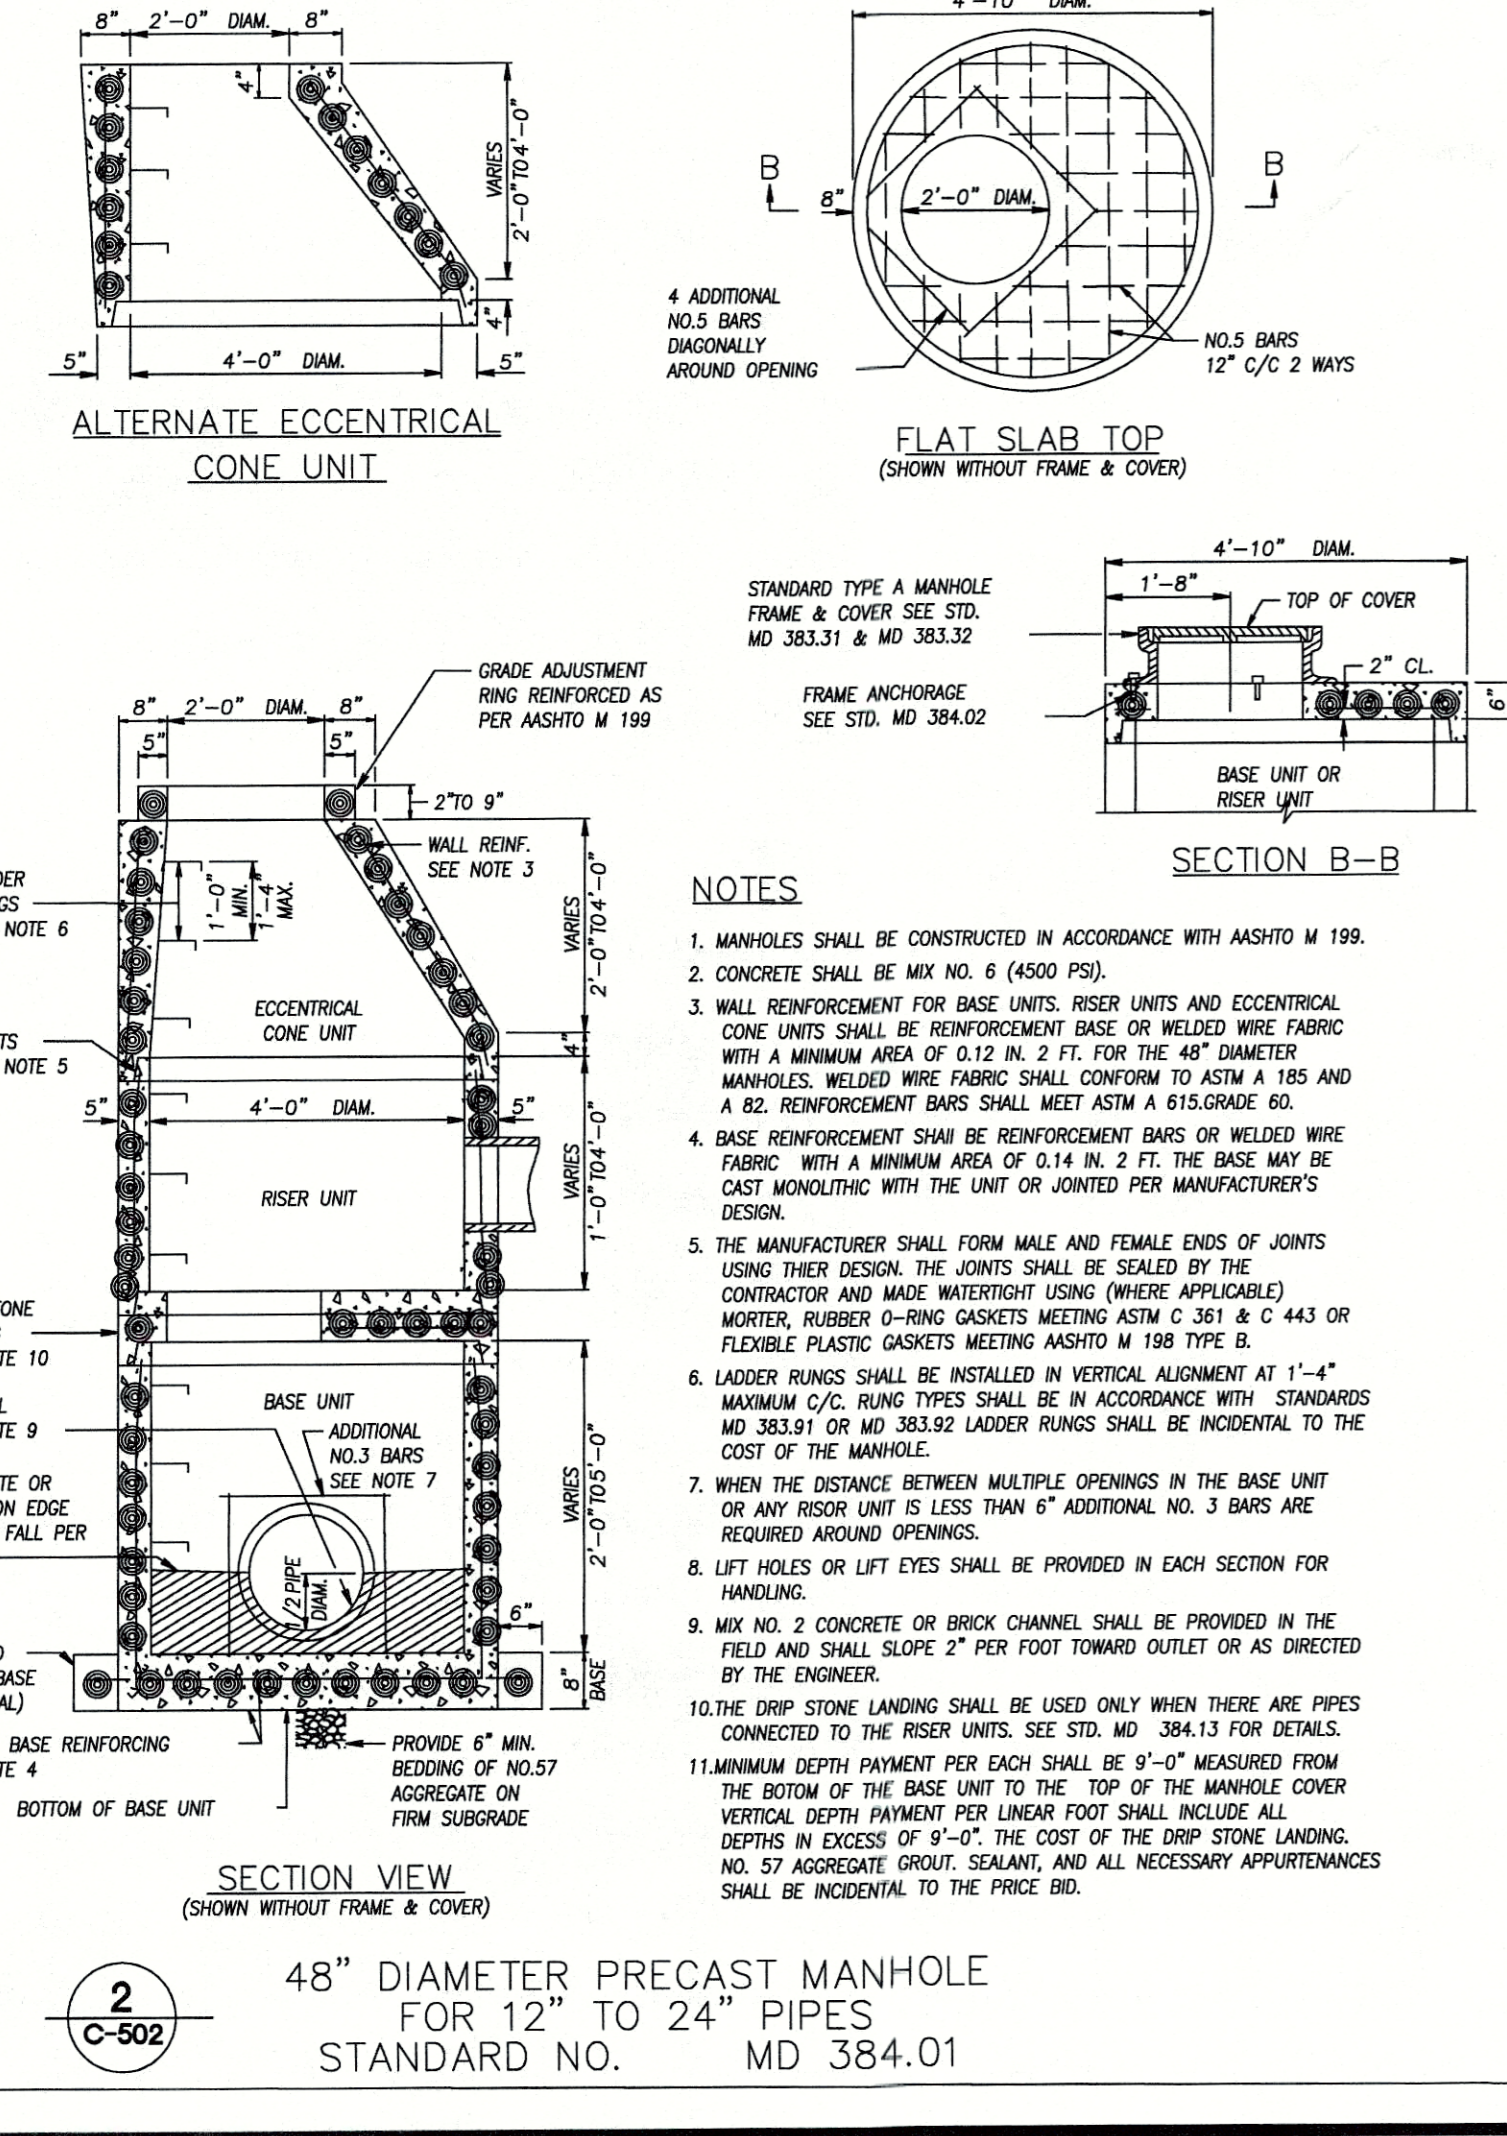 8" 2'-0" DIAM. 8"
4"
VARIES
2'-0"TO4'-0"
4"
5" 4'-0" DIAM. 5"
ALTERNATE ECCENTRICAL
CONE UNIT
4'-10" DIAM.
B B
8" 2'-0" DIAM.
4 ADDITIONAL
NO.5 BARS
DIAGONALLY
AROUND OPENING
NO.5 BARS
12" C/C 2 WAYS
FLAT SLAB TOP
(SHOWN WITHOUT FRAME & COVER)
4'-10" DIAM.
1'-8"
TOP OF COVER
STANDARD TYPE A MANHOLE
FRAME & COVER SEE STD.
MD 383.31 & MD 383.32
2" CL.
FRAME ANCHORAGE
SEE STD. MD 384.02
6"
BASE UNIT OR
RISER UNIT
SECTION B-B
GRADE ADJUSTMENT
RING REINFORCED AS
PER AASHTO M 199
8" 2'-0" DIAM. 8"
5" 5"
2"TO 9"
WALL REINF.
SEE NOTE 3
DER
GS
NOTE 6
1'-0"
MIN.
1'-4"
MAX.
VARIES
2'-0"TO4'-0"
ECCENTRICAL
CONE UNIT
TS
NOTE 5
4"
5" 4'-0" DIAM. 5"
VARIES
1'-0"TO4'-0"
RISER UNIT
TONE
TE 10
L
TE 9
BASE UNIT
ADDITIONAL
NO.3 BARS
SEE NOTE 7
VARIES
2'-0"TO5'-0"
TE OR
ON EDGE
FALL PER
1/2 PIPE
DIAM.
6"
BASE
AL)
8"
BASE
BASE REINFORCING
TE 4
BOTTOM OF BASE UNIT
PROVIDE 6" MIN.
BEDDING OF NO.57
AGGREGATE ON
FIRM SUBGRADE
SECTION VIEW
(SHOWN WITHOUT FRAME & COVER)
NOTES
1. MANHOLES SHALL BE CONSTRUCTED IN ACCORDANCE WITH AASHTO M 199.
2. CONCRETE SHALL BE MIX NO. 6 (4500 PSI).
3. WALL REINFORCEMENT FOR BASE UNITS. RISER UNITS AND ECCENTRICAL
CONE UNITS SHALL BE REINFORCEMENT BASE OR WELDED WIRE FABRIC
WITH A MINIMUM AREA OF 0.12 IN. 2 FT. FOR THE 48" DIAMETER
MANHOLES. WELDED WIRE FABRIC SHALL CONFORM TO ASTM A 185 AND
A 82. REINFORCEMENT BARS SHALL MEET ASTM A 615.GRADE 60.
4. BASE REINFORCEMENT SHAll BE REINFORCEMENT BARS OR WELDED WIRE
FABRIC WITH A MINIMUM AREA OF 0.14 IN. 2 FT. THE BASE MAY BE
CAST MONOLITHIC WITH THE UNIT OR JOINTED PER MANUFACTURER'S
DESIGN.
5. THE MANUFACTURER SHALL FORM MALE AND FEMALE ENDS OF JOINTS
USING THIER DESIGN. THE JOINTS SHALL BE SEALED BY THE
CONTRACTOR AND MADE WATERTIGHT USING (WHERE APPLICABLE)
MORTER, RUBBER O-RING GASKETS MEETING ASTM C 361 & C 443 OR
FLEXIBLE PLASTIC GASKETS MEETING AASHTO M 198 TYPE B.
6. LADDER RUNGS SHALL BE INSTALLED IN VERTICAL ALIGNMENT AT 1'-4"
MAXIMUM C/C. RUNG TYPES SHALL BE IN ACCORDANCE WITH STANDARDS
MD 383.91 OR MD 383.92 LADDER RUNGS SHALL BE INCIDENTAL TO THE
COST OF THE MANHOLE.
7. WHEN THE DISTANCE BETWEEN MULTIPLE OPENINGS IN THE BASE UNIT
OR ANY RISOR UNIT IS LESS THAN 6" ADDITIONAL NO. 3 BARS ARE
REQUIRED AROUND OPENINGS.
8. LIFT HOLES OR LIFT EYES SHALL BE PROVIDED IN EACH SECTION FOR
HANDLING.
9. MIX NO. 2 CONCRETE OR BRICK CHANNEL SHALL BE PROVIDED IN THE
FIELD AND SHALL SLOPE 2" PER FOOT TOWARD OUTLET OR AS DIRECTED
BY THE ENGINEER.
10.THE DRIP STONE LANDING SHALL BE USED ONLY WHEN THERE ARE PIPES
CONNECTED TO THE RISER UNITS. SEE STD. MD 384.13 FOR DETAILS.
11.MINIMUM DEPTH PAYMENT PER EACH SHALL BE 9'-0" MEASURED FROM
THE BOTOM OF THE BASE UNIT TO THE TOP OF THE MANHOLE COVER
VERTICAL DEPTH PAYMENT PER LINEAR FOOT SHALL INCLUDE ALL
DEPTHS IN EXCESS OF 9'-0". THE COST OF THE DRIP STONE LANDING.
NO. 57 AGGREGATE GROUT. SEALANT, AND ALL NECESSARY APPURTENANCES
SHALL BE INCIDENTAL TO THE PRICE BID.
2
C-502
48" DIAMETER PRECAST MANHOLE
FOR 12" TO 24" PIPES
STANDARD NO. MD 384.01